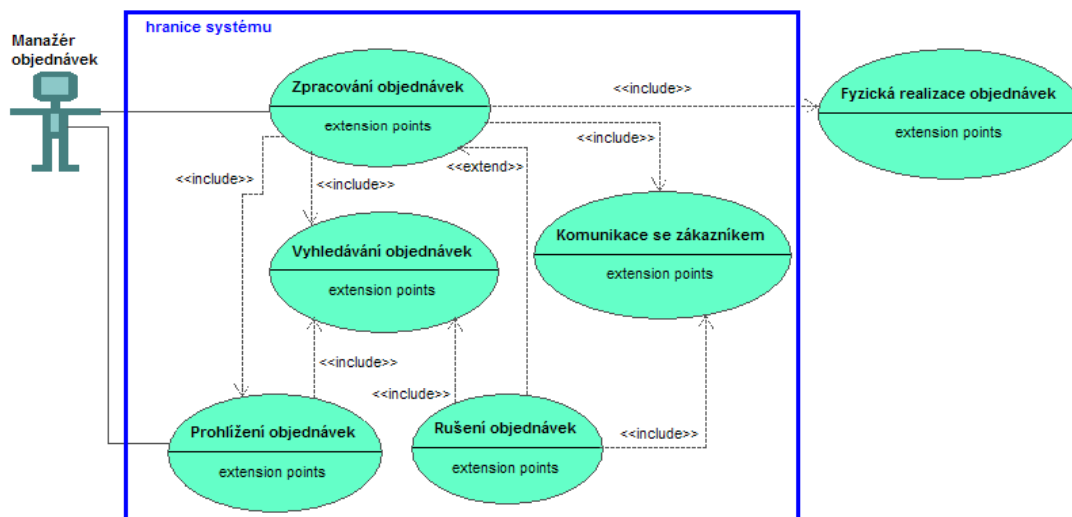 hranice systému
Manažér
objednávek
Zpracování objednávek
extension points
<<include>>
Fyzická realizace objednávek
extension points
<<include>>
<<extend>>
<<include>>
<<include>>
Vyhledávání objednávek
extension points
Komunikace se zákazníkem
extension points
<<include>>
<<include>>
Prohlížení objednávek
extension points
Rušení objednávek
extension points
<<include>>